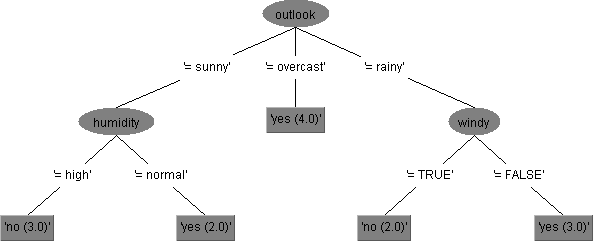 outlook
'= sunny' '= overcast' '= rainy'
humidity 'yes (4.0)' windy
'= high' '= normal' '= TRUE' '= FALSE'
'no (3.0)' 'yes (2.0)' 'no (2.0)' 'yes (3.0)'